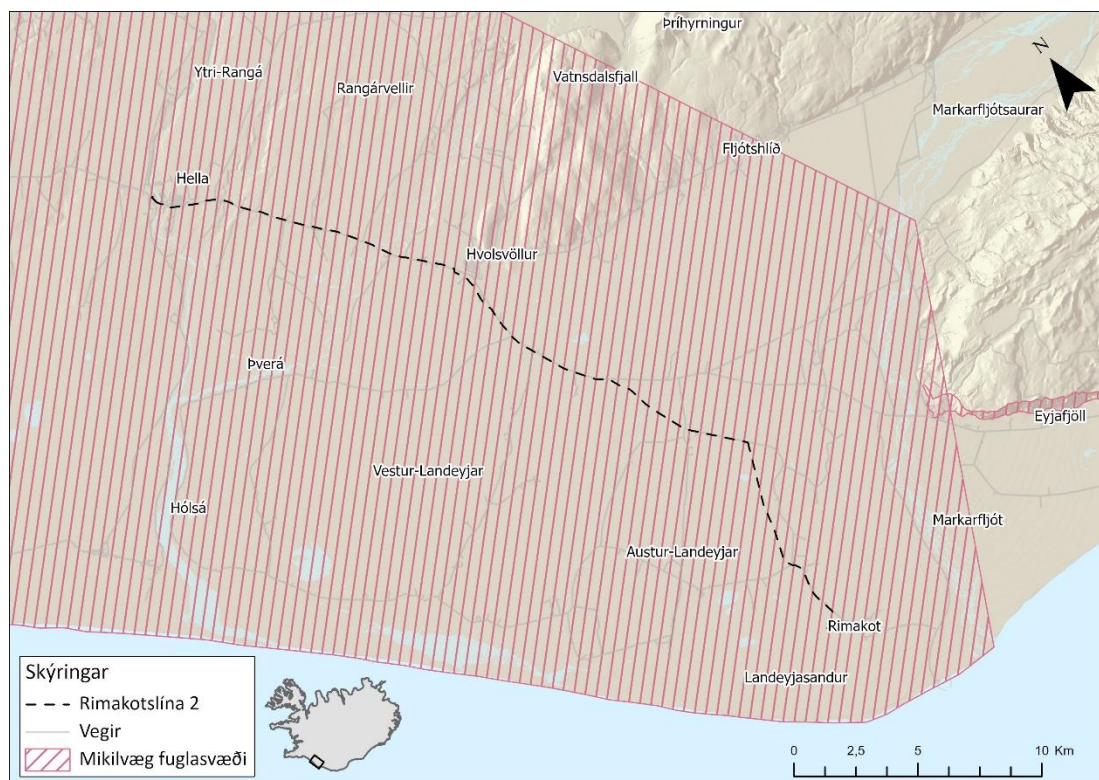 Þríhyrningur
N
Ytri-Rangá
Vatnsdalsfjall
Rangárvellir
Markarfljótsaurar
Fljótshlíð
Hella
Hvolsvöllur
Þverá
Eyjafjöll
Vestur-Landeyjar
Hólsá
Markarfljót
Austur-Landeyjar
Rimakot
Landeyjasandur
Skýringar
Rimakotslína 2
Vegir
Mikilvæg fuglasvæði
0 2,5 5 10 Km